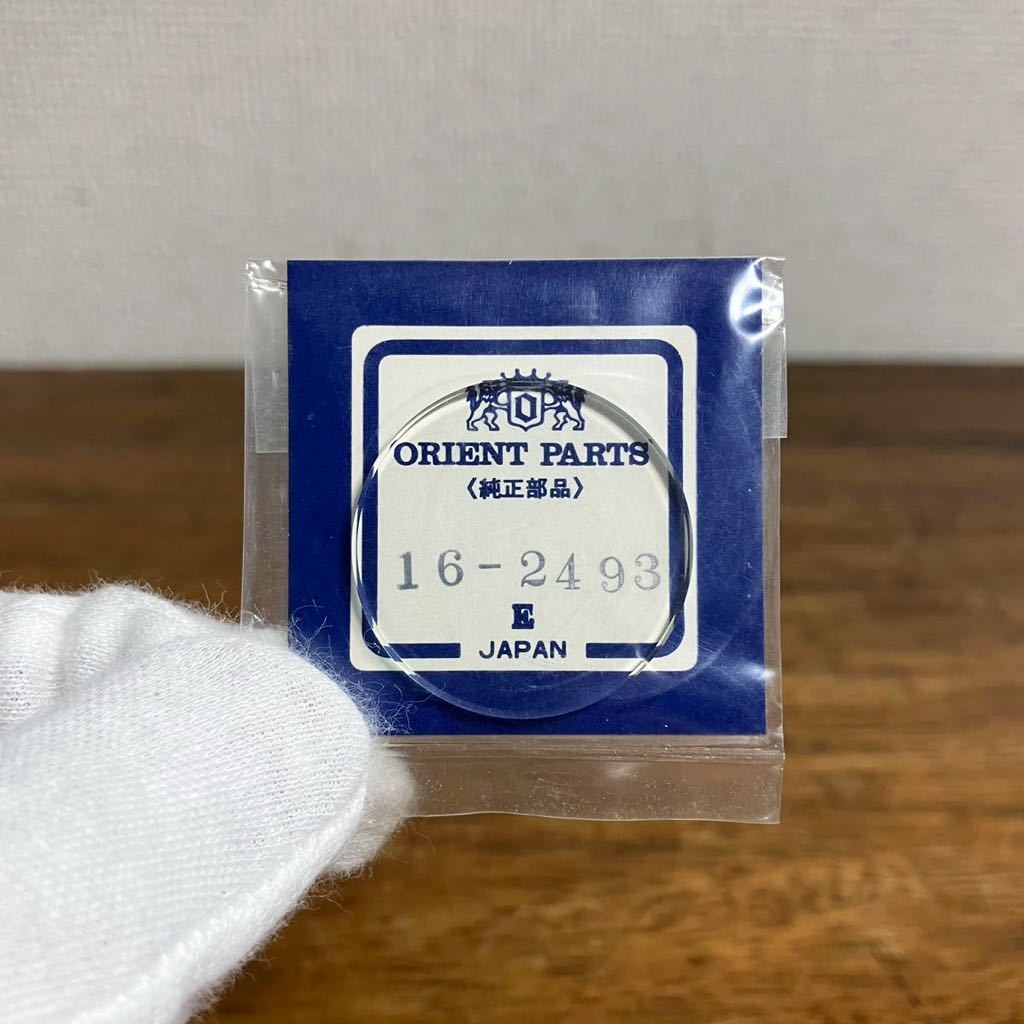 O
ORIENT PARTS
〈純正部品〉
16-2493
E
JAPAN